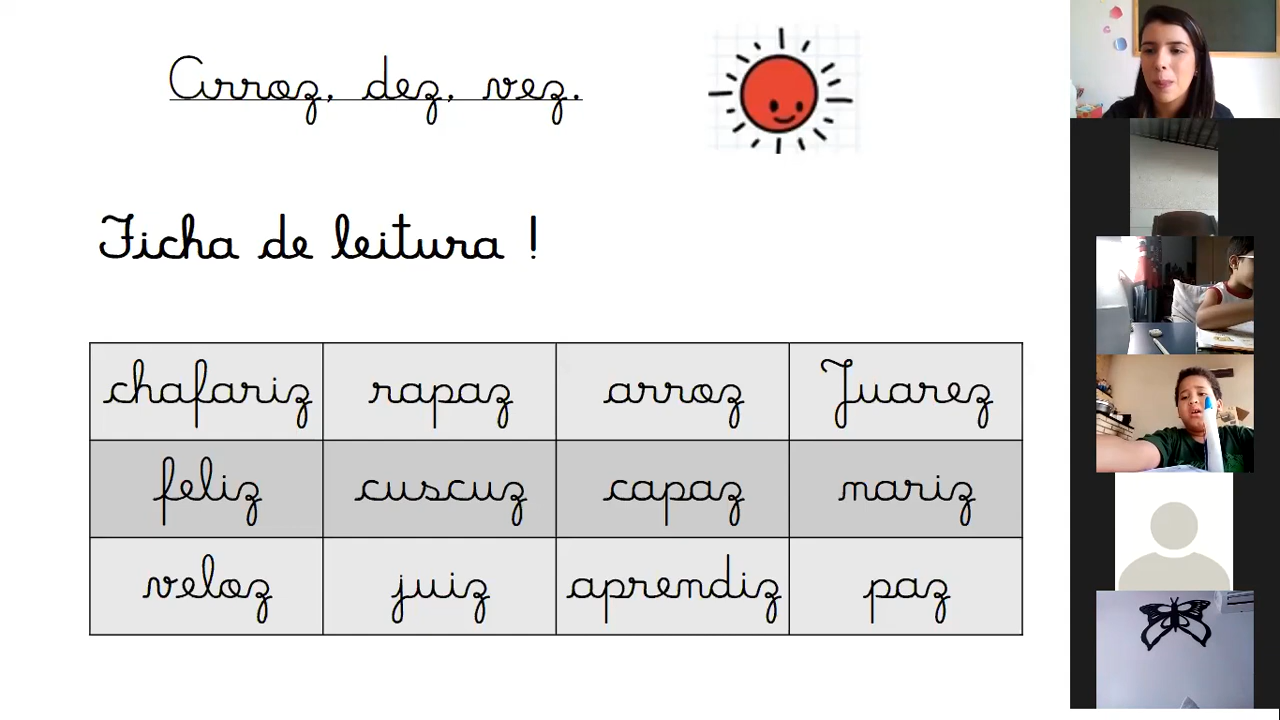 Arroz, dez, vez.
Ficha de leitura !
chafariz rapaz arroz Juarez
feliz cuscuz capaz nariz
veloz juiz aprendiz paz